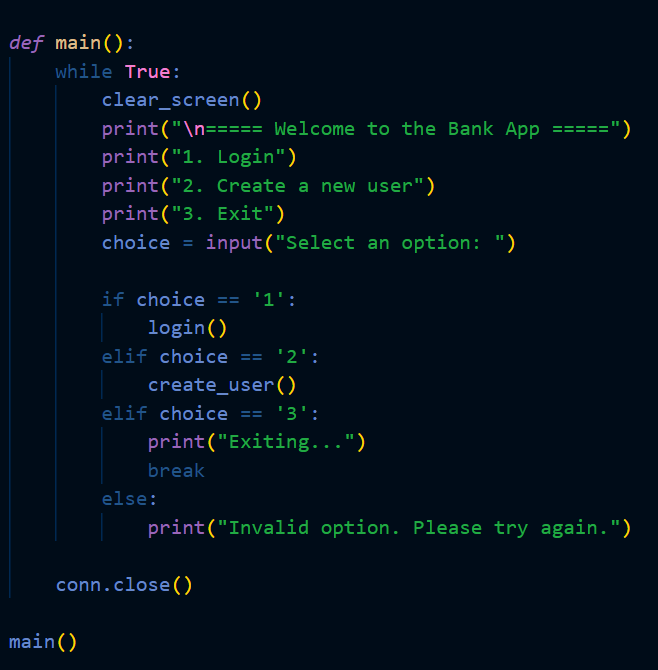 def main():
    while True:
        clear_screen()
        print("\n===== Welcome to the Bank App =====")
        print("1. Login")
        print("2. Create a new user")
        print("3. Exit")
        choice = input("Select an option: ")

        if choice == '1':
            login()
        elif choice == '2':
            create_user()
        elif choice == '3':
            print("Exiting...")
            break
        else:
            print("Invalid option. Please try again.")

    conn.close()

main()